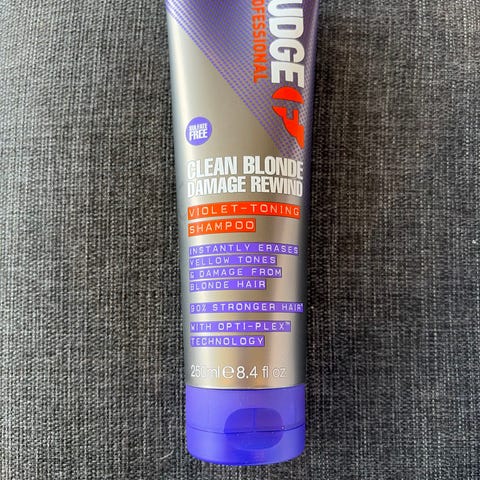 UDGE
OFESSIONAL
SULFATE
FREE
CLEAN BLONDE
DAMAGE REWIND
VIOLET-TONING
SHAMPOO
INSTANTLY ERASES
YELLOW TONES
& DAMAGE FROM
BLONDE HAIR
90% STRONGER HAIR*
WITH OPTI-PLEX™
TECHNOLOGY
250ml e 8.4 fl oz